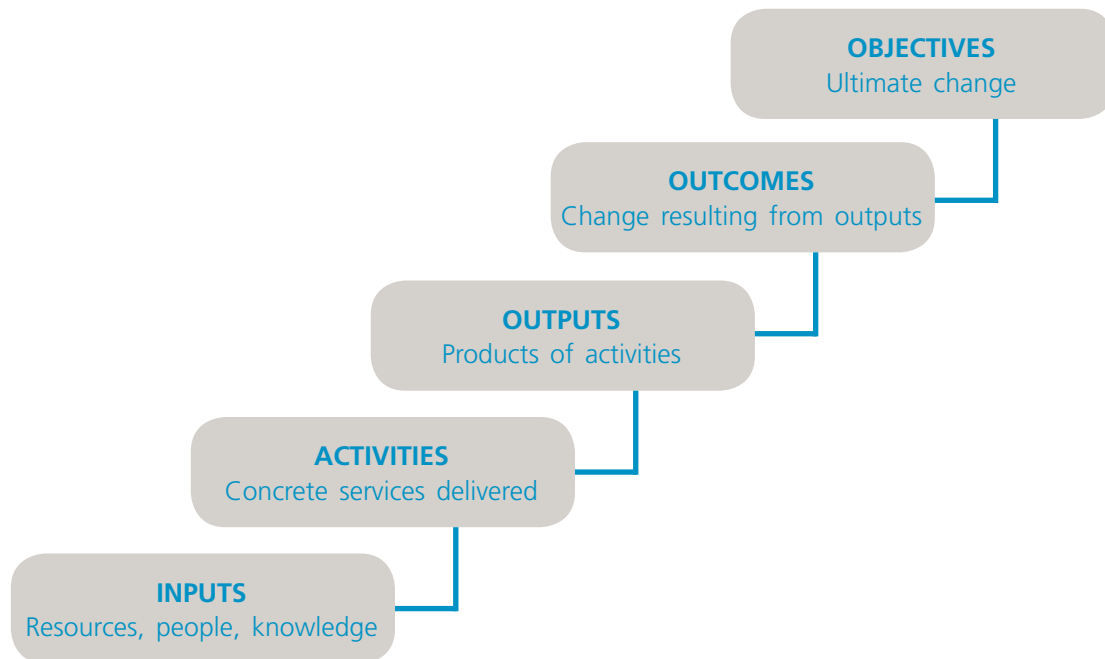 OBJECTIVES
Ultimate change
OUTCOMES
Change resulting from outputs
OUTPUTS
Products of activities
ACTIVITIES
Concrete services delivered
INPUTS
Resources, people, knowledge